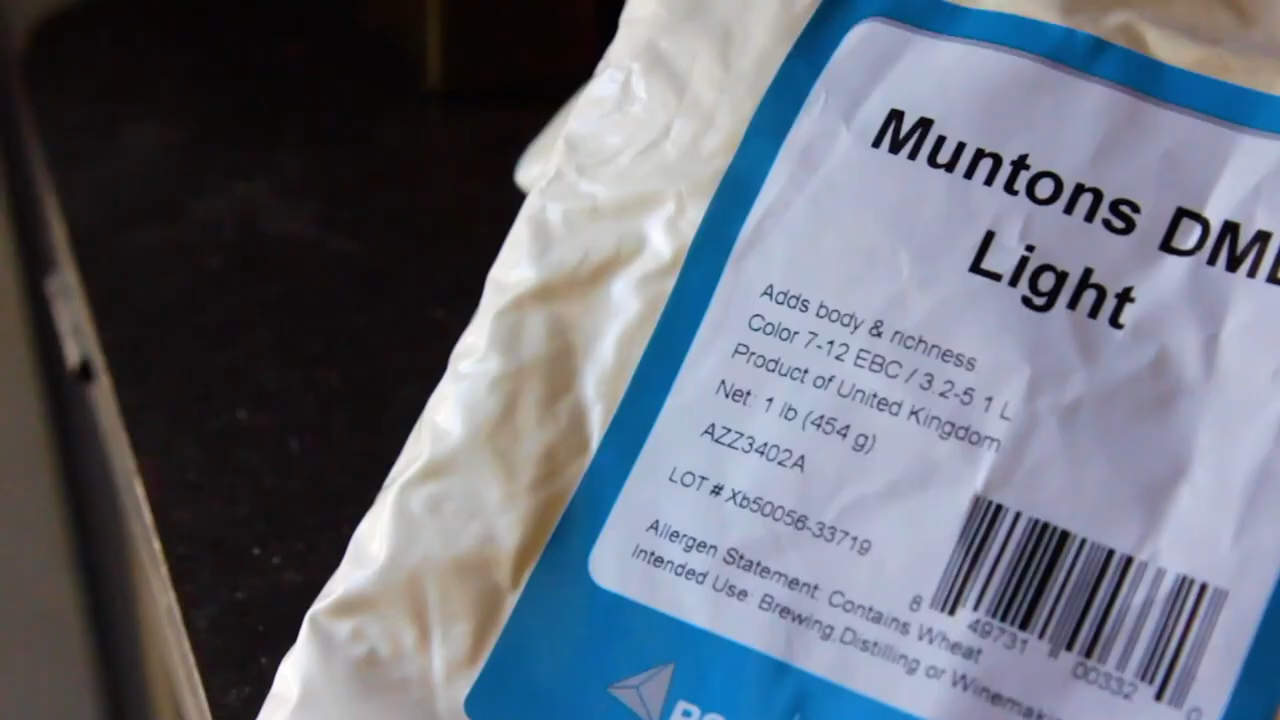 Muntons DME
Light
Adds body & richness
Color 7-12 EBC / 3.2-5.1 L
Product of United Kingdom
Net: 1 lb (454 g)
AZZ3402A
LOT # Xb50056-33719
Allergen Statement: Contains Wheat
Intended Use: Brewing,Distilling or Winemaki
8 49731 00332 0